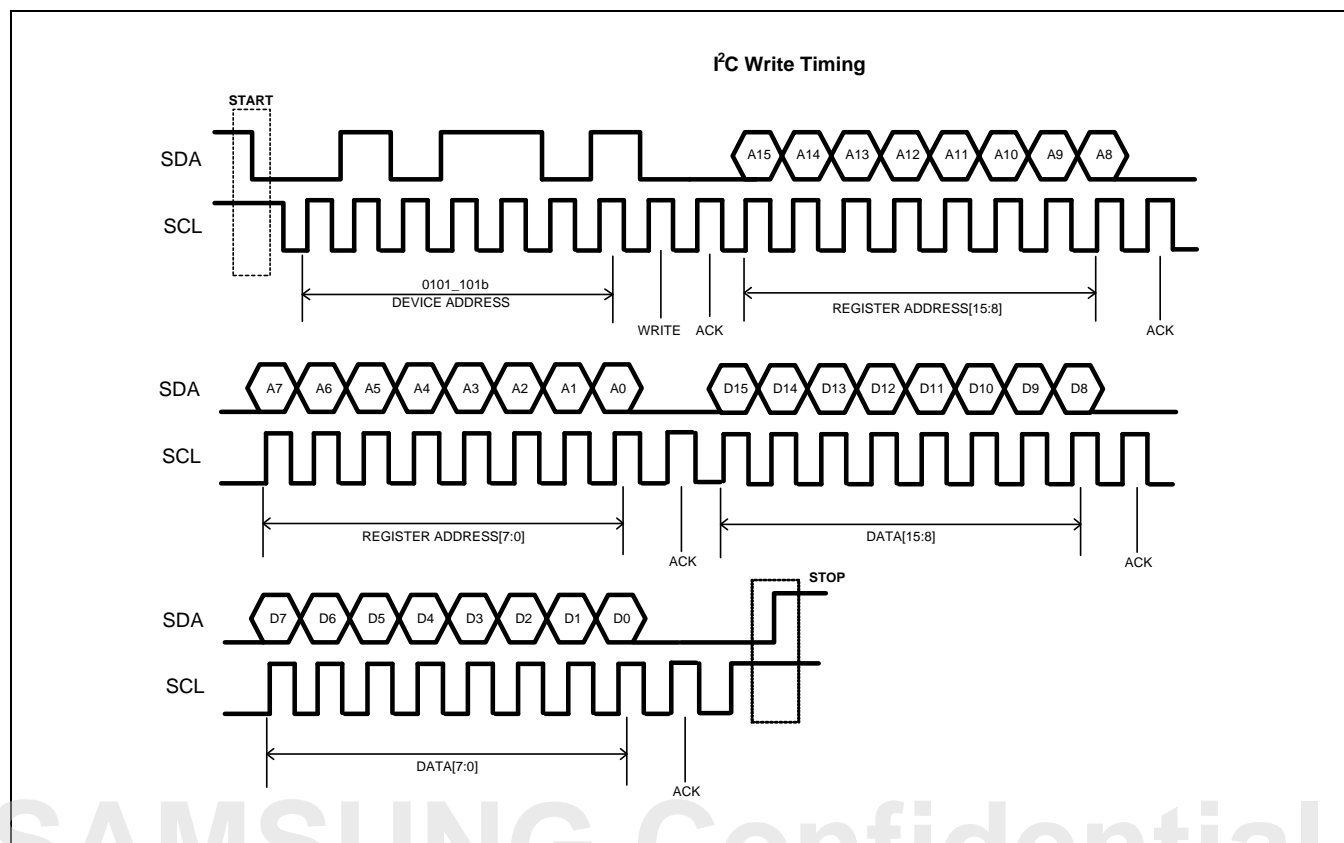 I²C Write Timing
START
SDA A15 A14 A13 A12 A11 A10 A9 A8
SCL
0101_101b
DEVICE ADDRESS
REGISTER ADDRESS[15:8]
WRITE ACK ACK
SDA A7 A6 A5 A4 A3 A2 A1 A0 D15 D14 D13 D12 D11 D10 D9 D8
SCL
REGISTER ADDRESS[7:0] DATA[15:8]
ACK ACK
STOP
SDA D7 D6 D5 D4 D3 D2 D1 D0
SCL
DATA[7:0]
ACK
SAMSUNG Confidential